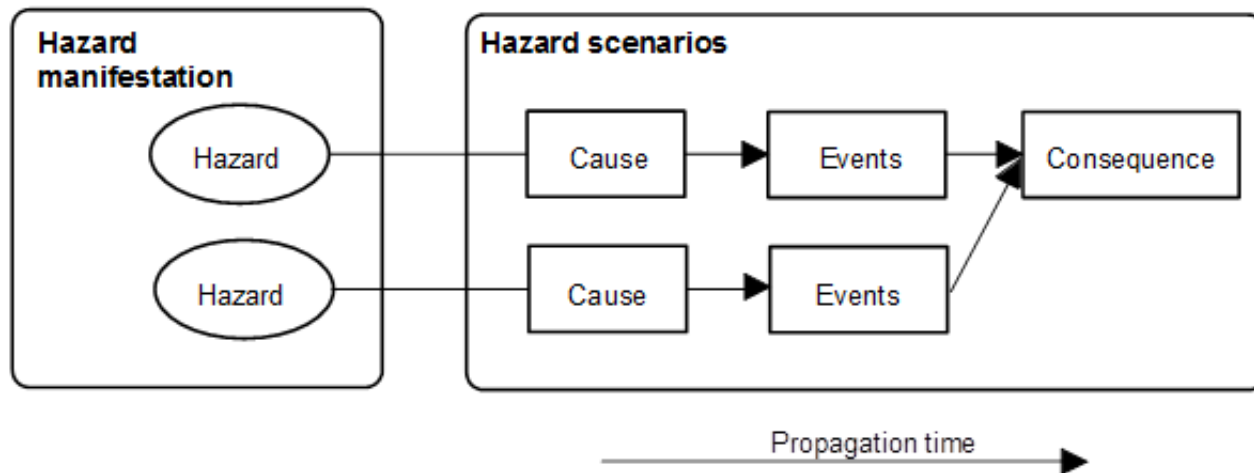 Hazard
manifestation
Hazard scenarios
Hazard
Cause
Events
Consequence
Hazard
Cause
Events
Propagation time